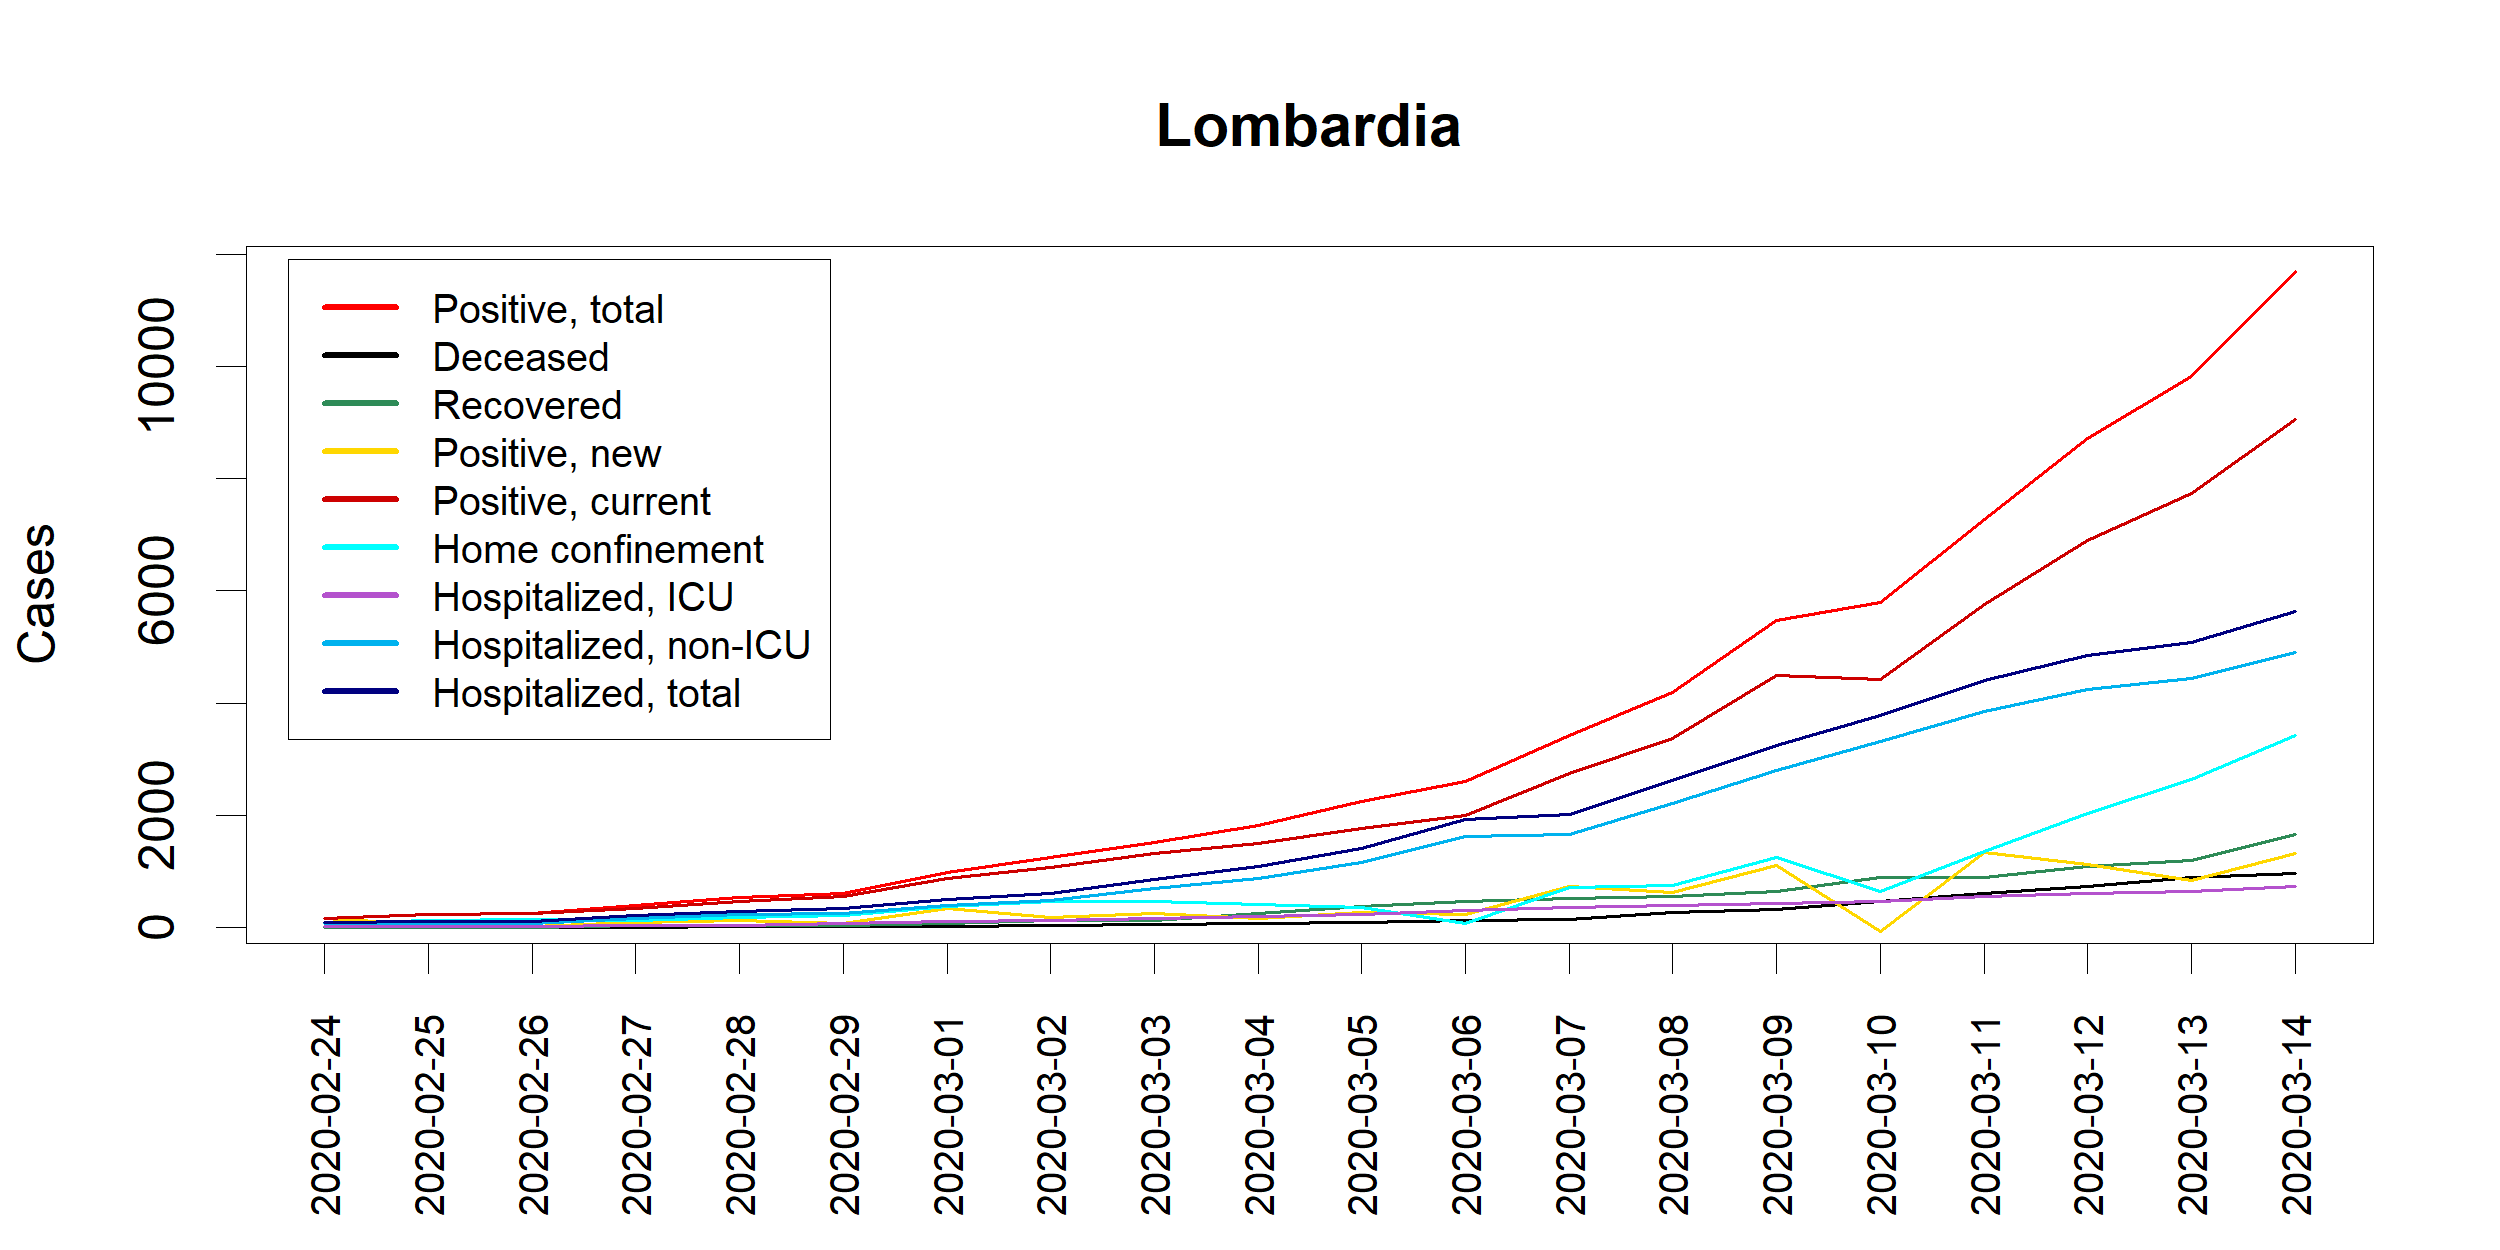 Lombardia
Cases
10000
6000
2000
0
Positive, total
Deceased
Recovered
Positive, new
Positive, current
Home confinement
Hospitalized, ICU
Hospitalized, non-ICU
Hospitalized, total
2020-02-24
2020-02-25
2020-02-26
2020-02-27
2020-02-28
2020-02-29
2020-03-01
2020-03-02
2020-03-03
2020-03-04
2020-03-05
2020-03-06
2020-03-07
2020-03-08
2020-03-09
2020-03-10
2020-03-11
2020-03-12
2020-03-13
2020-03-14